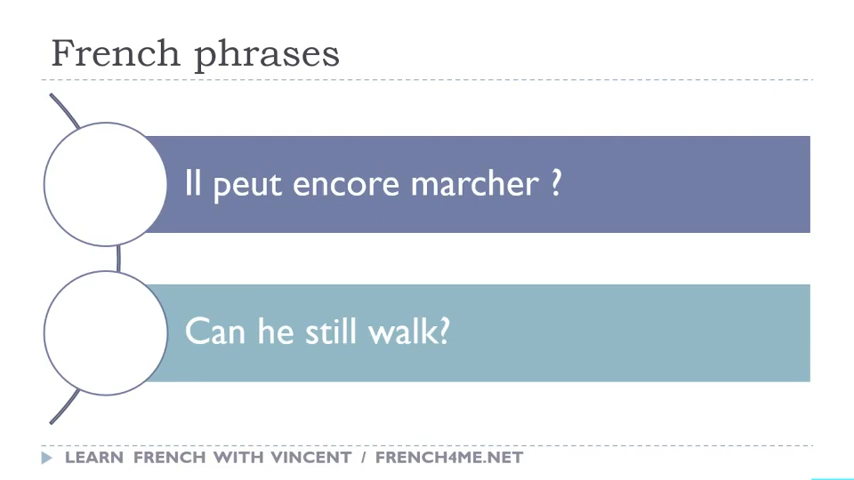 French phrases
Il peut encore marcher ?
Can he still walk?
LEARN FRENCH WITH VINCENT / FRENCH4ME.NET